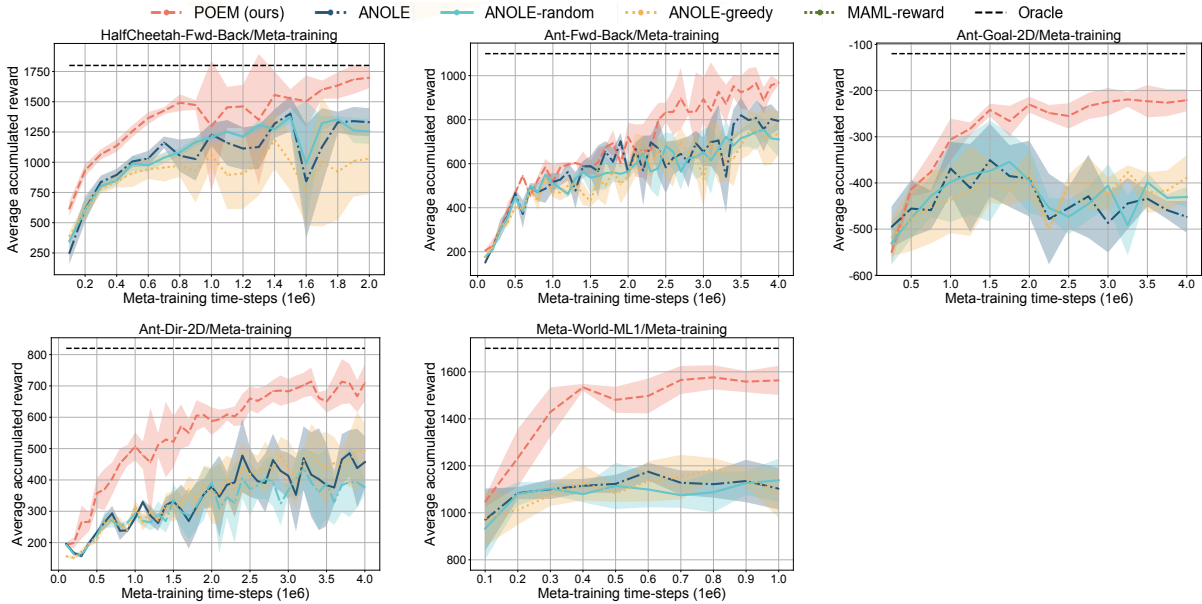 POEM (ours) ANOLE ANOLE-random ANOLE-greedy MAML-reward Oracle
HalfCheetah-Fwd-Back/Meta-training
Average accumulated reward
1750
1500
1250
1000
750
500
250
0.2 0.4 0.6 0.8 1.0 1.2 1.4 1.6 1.8 2.0
Meta-training time-steps (1e6)
Ant-Fwd-Back/Meta-training
Average accumulated reward
1000
800
600
400
200
0.0 0.5 1.0 1.5 2.0 2.5 3.0 3.5 4.0
Meta-training time-steps (1e6)
Ant-Goal-2D/Meta-training
Average accumulated reward
-100
-200
-300
-400
-500
-600
0.5 1.0 1.5 2.0 2.5 3.0 3.5 4.0
Meta-training time-steps (1e6)
Ant-Dir-2D/Meta-training
Average accumulated reward
800
700
600
500
400
300
200
0.0 0.5 1.0 1.5 2.0 2.5 3.0 3.5 4.0
Meta-training time-steps (1e6)
Meta-World-ML1/Meta-training
Average accumulated reward
1600
1400
1200
1000
800
0.1 0.2 0.3 0.4 0.5 0.6 0.7 0.8 0.9 1.0
Meta-training time-steps (1e6)